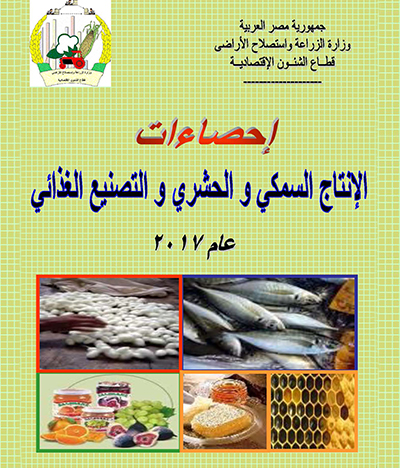 جمهورية مصر العربية
وزارة الزراعة واستصلاح الأراضى
قطاع الشئون الإقتصادية
إحصاءات
الإنتاج السمكي و الحشري و التصنيع الغذائي
عام ٢٠١٧